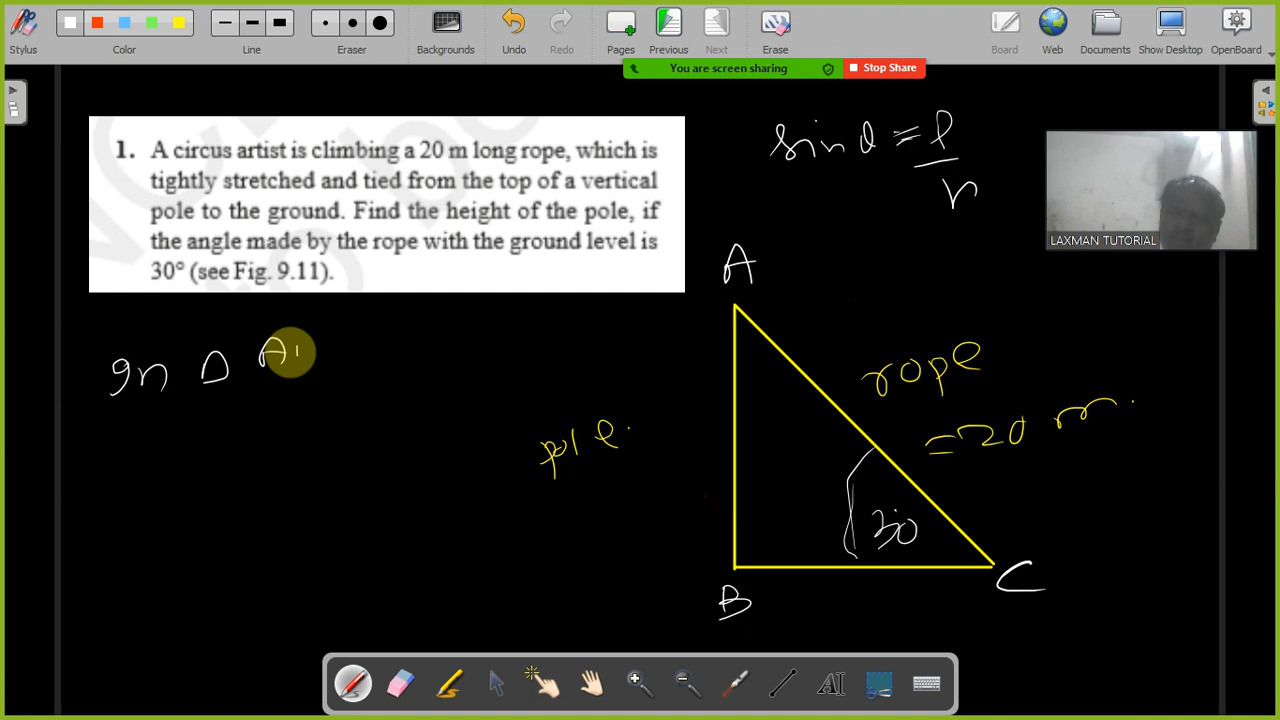 Stylus
Color
Line
Eraser
Backgrounds
Undo
Redo
Pages
Previous
Next
Erase
Board
Web
Documents
Show Desktop
OpenBoard
You are screen sharing
Stop Share
1. A circus artist is climbing a 20 m long rope, which is
tightly stretched and tied from the top of a vertical
pole to the ground. Find the height of the pole, if
the angle made by the rope with the ground level is
30° (see Fig. 9.11).
LAXMAN TUTORIAL
A
rope
= 20 m.
In Δ A
pole.
30
B
C
AI